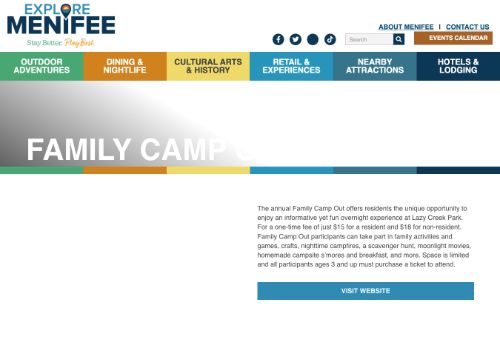 EXPLORE
MENIFEE
Stay Better. Play Best.
ABOUT MENIFEE | CONTACT US
Search
EVENTS CALENDAR
OUTDOOR ADVENTURES
DINING & NIGHTLIFE
CULTURAL ARTS & HISTORY
RETAIL & EXPERIENCES
NEARBY ATTRACTIONS
HOTELS & LODGING
FAMILY CAMP
The annual Family Camp Out offers residents the unique opportunity to
enjoy an informative yet fun overnight experience at Lazy Creek Park.
For a one-time fee of just $15 for a resident and $18 for non-resident.
Family Camp Out participants can take part in family activities and
games, crafts, nighttime campfires, a scavenger hunt, moonlight movies,
homemade campsite s'mores and breakfast, and more. Space is limited
and all participants ages 3 and up must purchase a ticket to attend.
VISIT WEBSITE